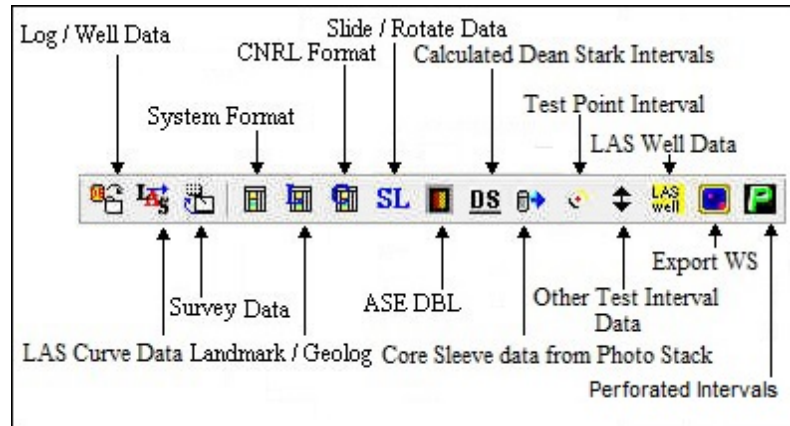 Slide / Rotate Data
Log / Well Data
CNRL Format
Calculated Dean Stark Intervals
Test Point Interval
System Format
LAS Well Data
LAS
SL
DS
LAS
well
P
Export WS
Survey Data
ASE DBL
Other Test Interval
Data
LAS Curve Data
Landmark / Geolog
Core Sleeve data from Photo Stack
Perforated Intervals